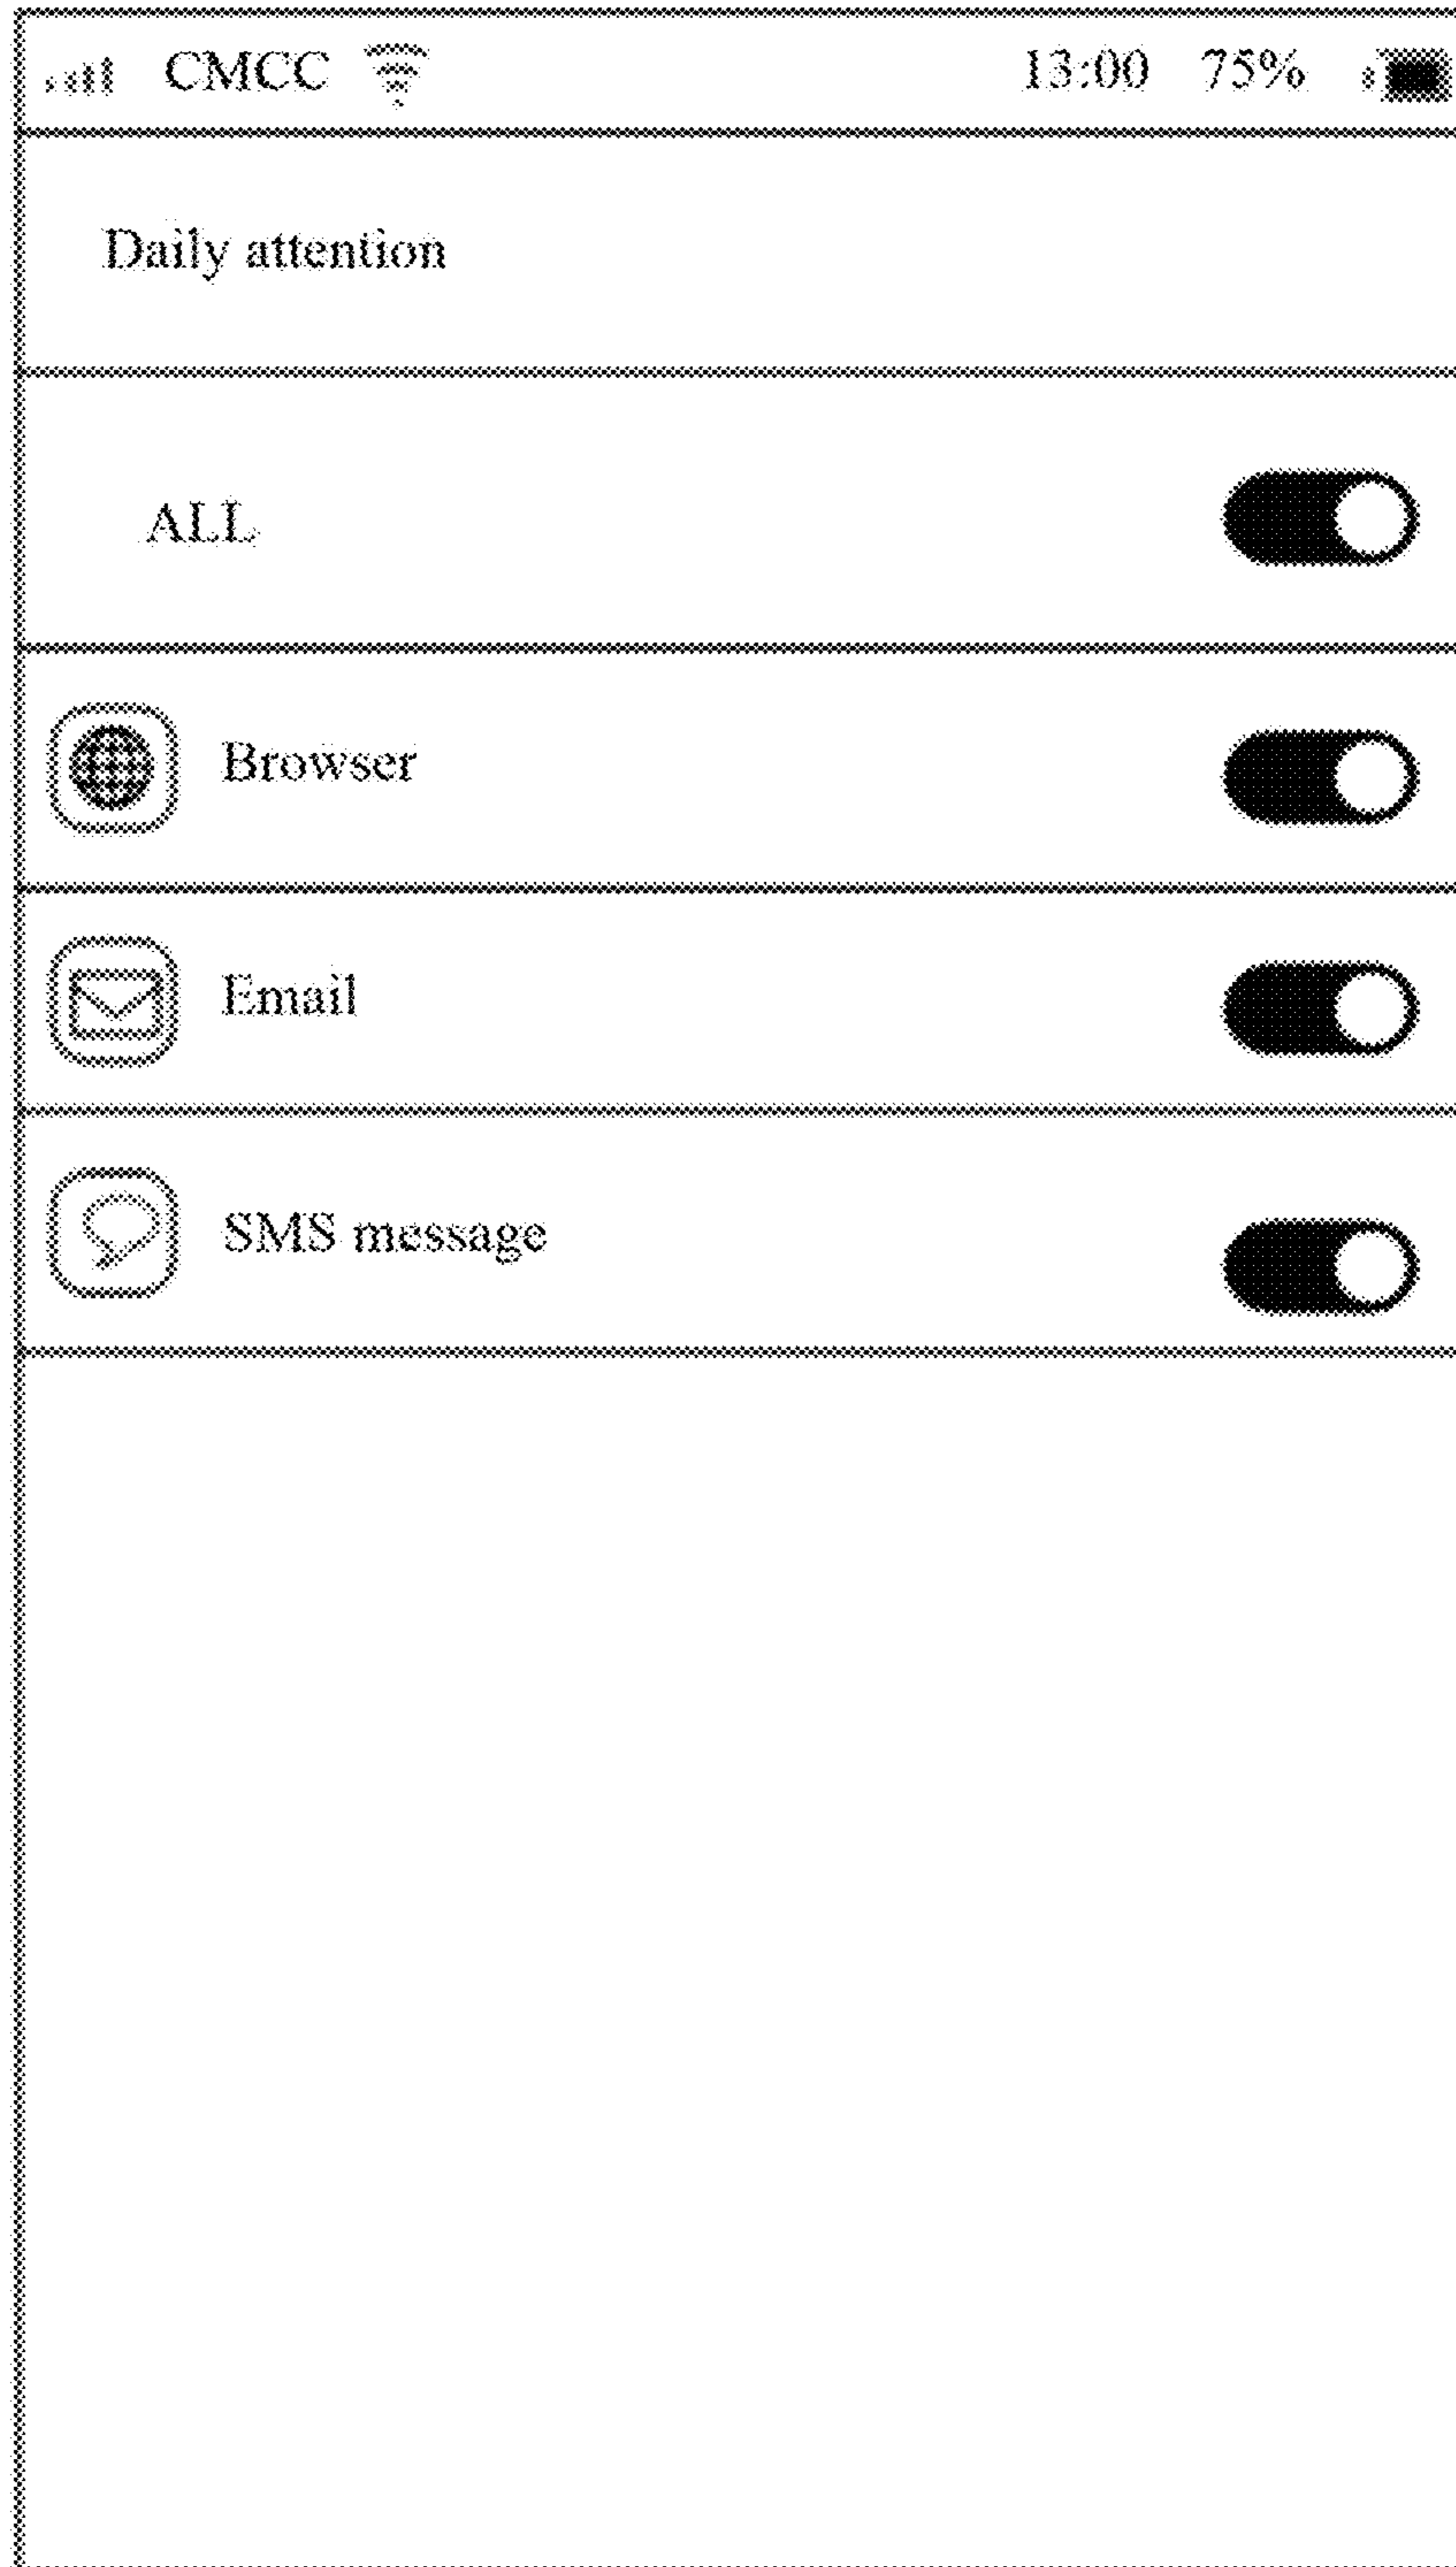 CMCC 13:00 75%
Daily attention
ALL
Browser
Email
SMS message